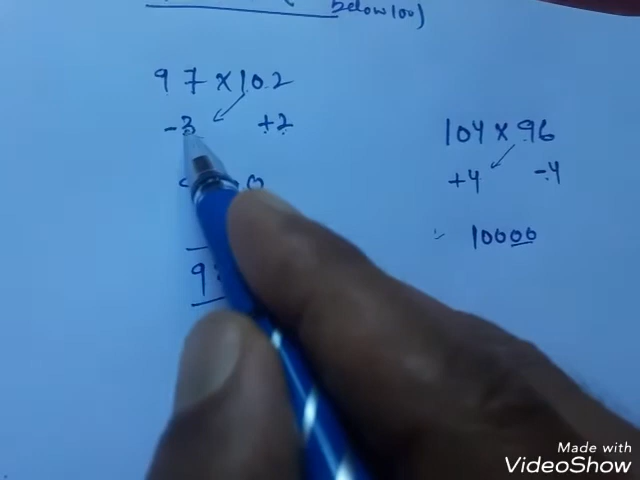 below100)
97 × 102
-3 +2
104 × 96
+4 -4
10000
Made with
VideoShow